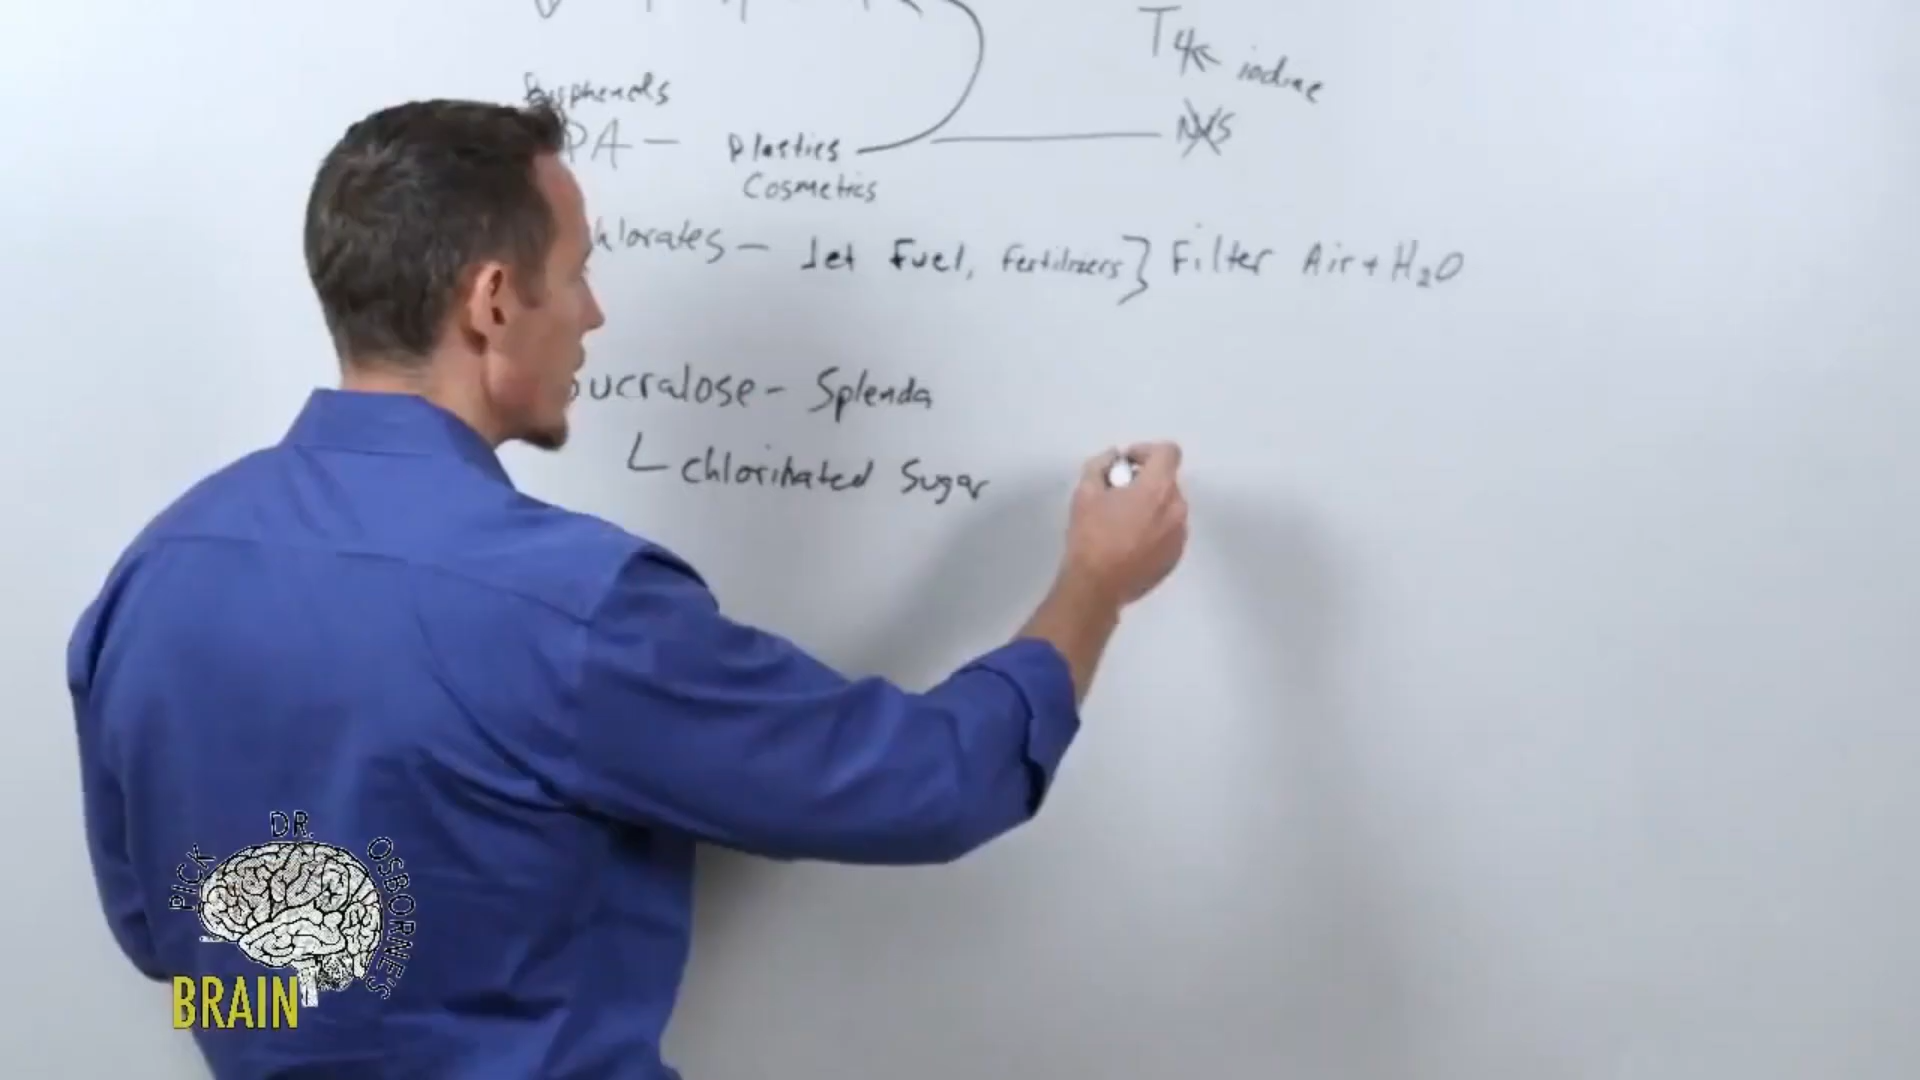 T4 ← iodine
Bisphenols
PA — Plastics
NIS
Cosmetics
hlorates — Jet Fuel, Fertilizers } Filter Air + H₂O
ucralose - Splenda
Chlorinated Sugar
PICK DR. OSBORNE'S
BRAIN